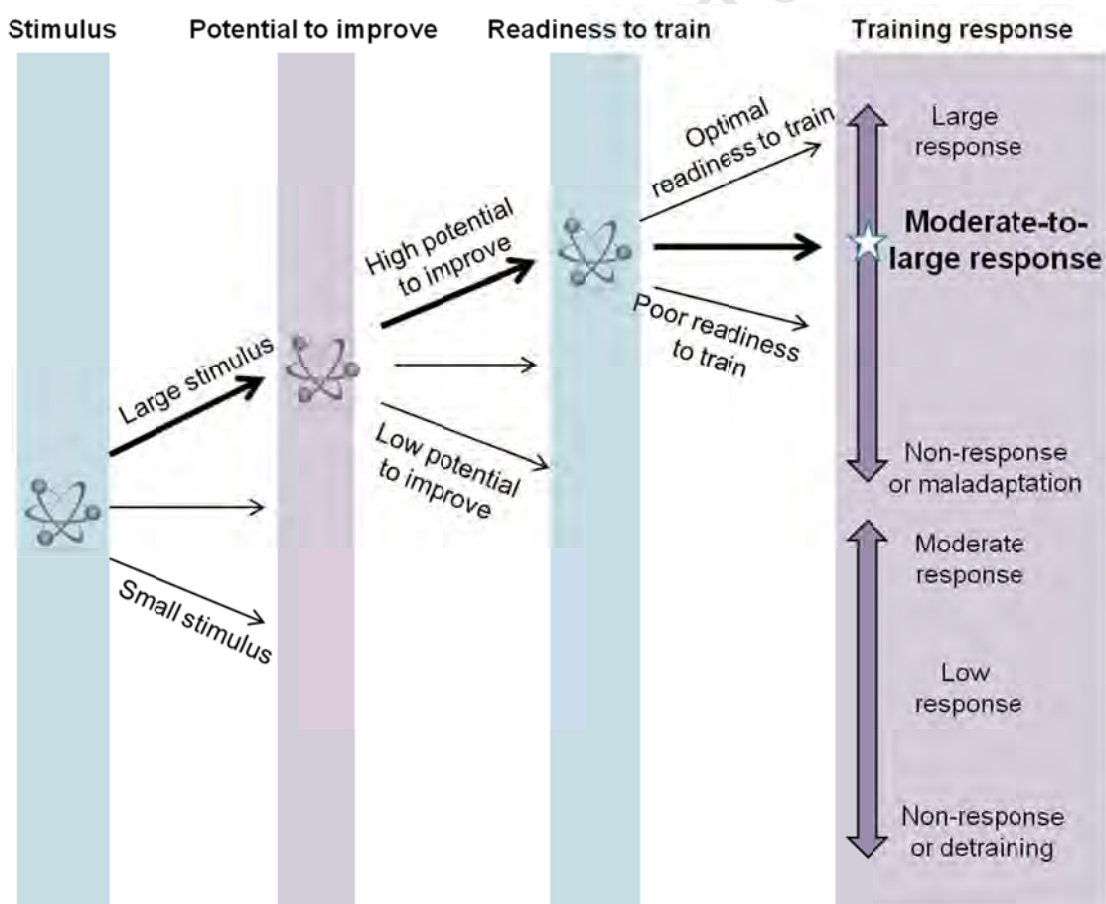 Stimulus
Potential to improve
Readiness to train
Training response
Large stimulus
Small stimulus
High potential
to improve
Low potential
to improve
Optimal
readiness to train
Poor readiness
to train
Large
response
Moderate-to-
large response
Non-response
or maladaptation
Moderate
response
Low
response
Non-response
or detraining